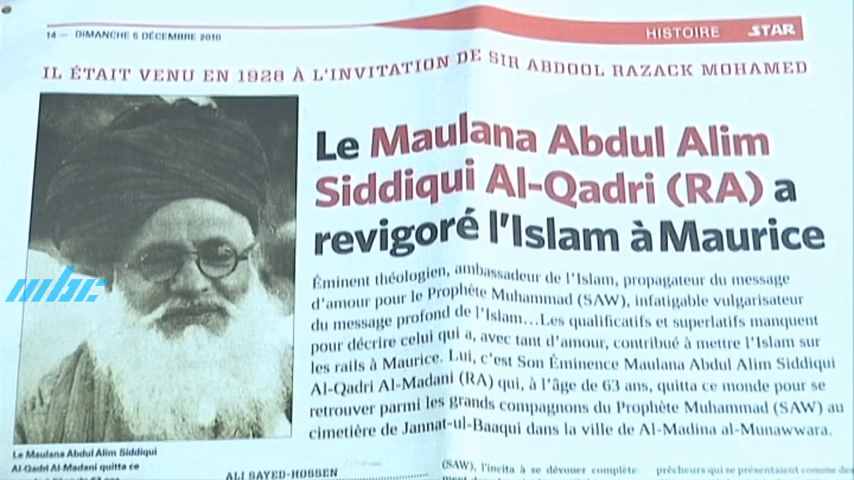 14 — DIMANCHE 5 DÉCEMBRE 2010
HISTOIRE STAR
IL ÉTAIT VENU EN 1928 À L'INVITATION DE SIR ABDOOL RAZACK MOHAMED
Le Maulana Abdul Alim
Siddiqui Al-Qadri (RA) a
revigoré l'Islam à Maurice
Éminent théologien, ambassadeur de l'Islam, propagateur du message
d'amour pour le Prophète Muhammad (SAW), infatigable vulgarisateur
du message profond de l'Islam…Les qualificatifs et superlatifs manquent
pour décrire celui qui a, avec tant d'amour, contribué à mettre l'Islam sur
les rails à Maurice. Lui, c'est Son Éminence Maulana Abdul Alim Siddiqui
Al-Qadri Al-Madani (RA) qui, à l'âge de 63 ans, quitta ce monde pour se
retrouver parmi les grands compagnons du Prophète Muhammad (SAW) au
cimetière de Jannat-ul-Baaqui dans la ville de Al-Madina al-Munawwara.
mbc
Le Maulana Abdul Alim Siddiqui
Al-Qadri Al-Madani quitta ce
ALI SAYED-HOSSEN
(SAW), l'incita à se dévouer complète-
prêcheurs qui se présentaient comme des